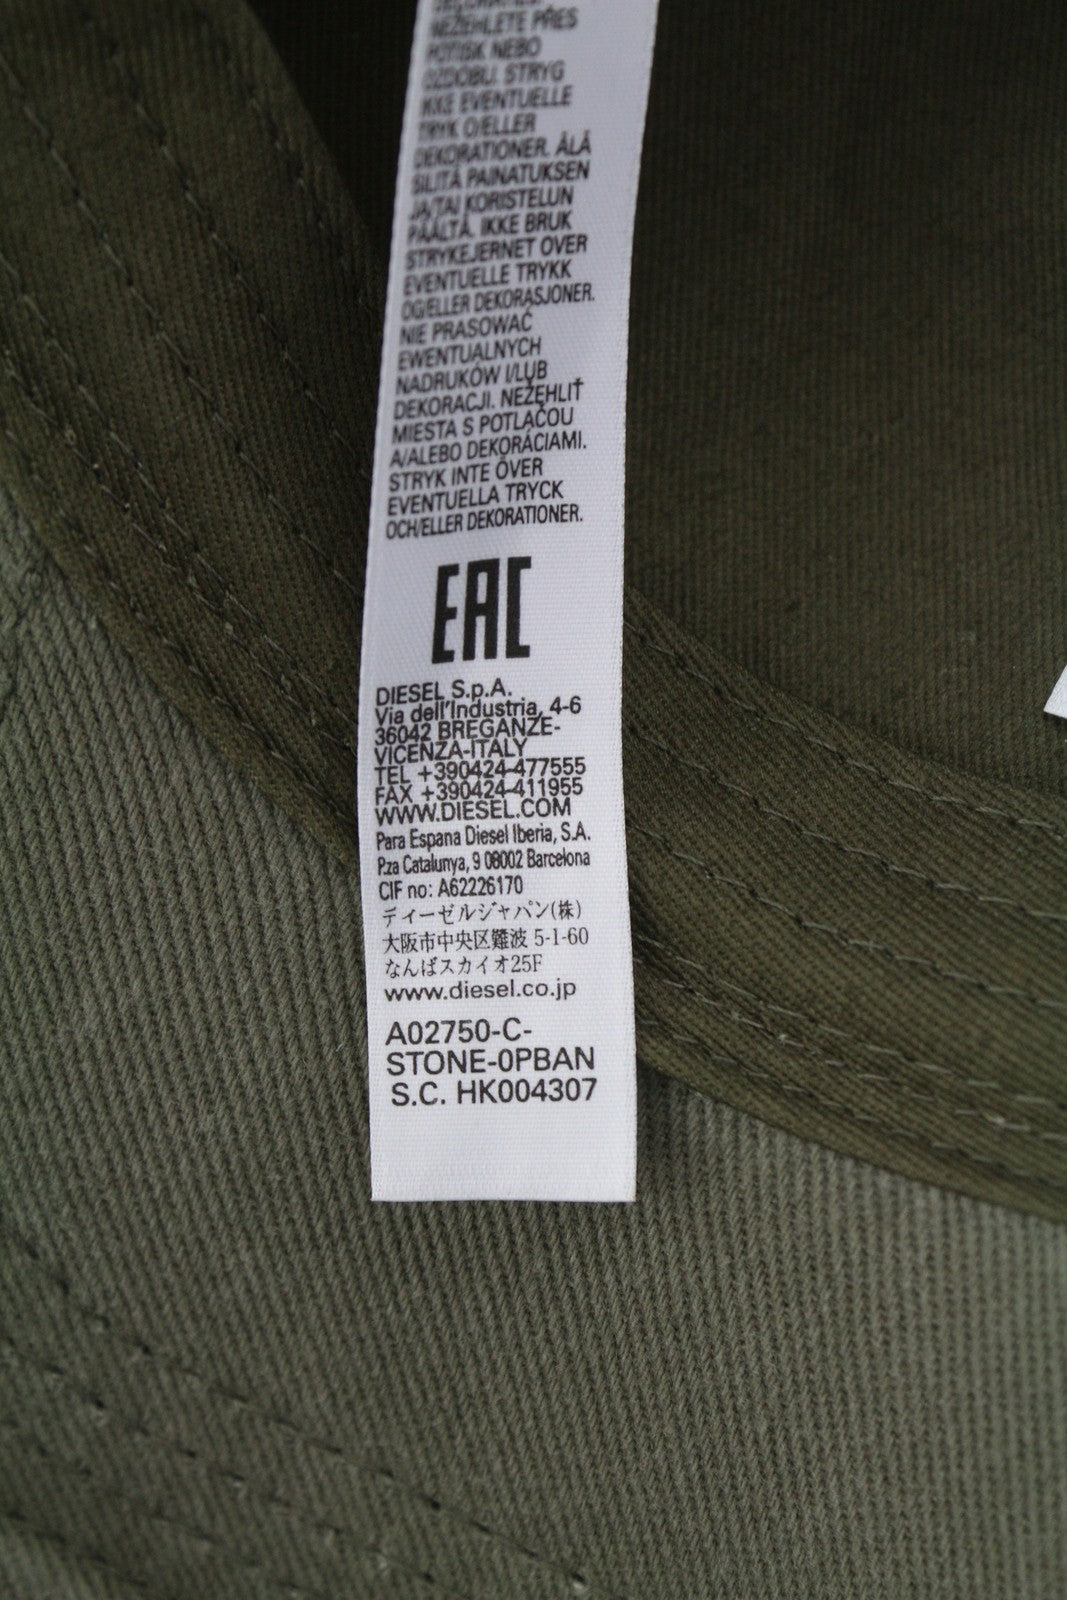 DECORATIES.
NEŽEHLETE PŘES
POTISK NEBO
OZDOBU. STRYG
IKKE EVENTUELLE
TRYK O/ELLER
DEKORATIONER. ÄLÄ
SILITÄ PAINATUKSEN
JA/TAI KORISTELUN
PÄÄLTÄ. IKKE BRUK
STRYKEJERNET OVER
EVENTUELLE TRYKK
OG/ELLER DEKORASJONER.
NIE PRASOWAĆ
EWENTUALNYCH
NADRUKÓW I/LUB
DEKORACJI. NEŽEHLIŤ
MIESTA S POTLAČOU
A/ALEBO DEKORÁCIAMI.
STRYK INTE ÖVER
EVENTUELLA TRYCK
OCH/ELLER DEKORATIONER.
EAC
DIESEL S.p.A.
Via dell'Industria, 4-6
36042 BREGANZE-
VICENZA-ITALY
TEL +390424-477555
FAX +390424-411955
WWW.DIESEL.COM
Para Espana Diesel Iberia, S.A.
P.za Catalunya, 9 08002 Barcelona
CIF no: A62226170
ディーゼルジャパン(株)
大阪市中央区難波 5-1-60
なんばスカイオ25F
www.diesel.co.jp
A02750-C-
STONE-0PBAN
S.C. HK004307